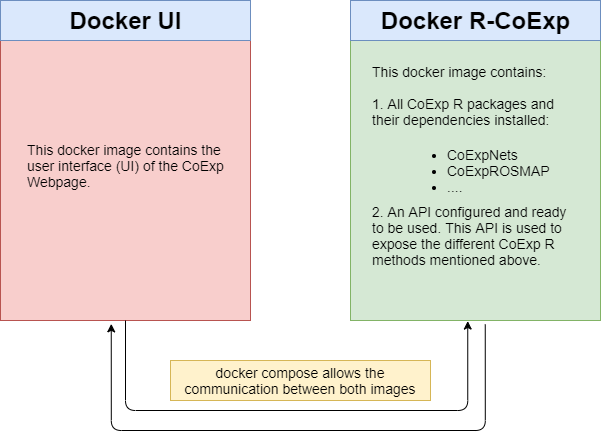 Docker UI
This docker image contains the
user interface (UI) of the CoExp
Webpage.
Docker R-CoExp
This docker image contains:
1. All CoExp R packages and
their dependencies installed:
• CoExpNets
• CoExpROSMAP
• ....
2. An API configured and ready
to be used. This API is used to
expose the different CoExp R
methods mentioned above.
docker compose allows the
communication between both images